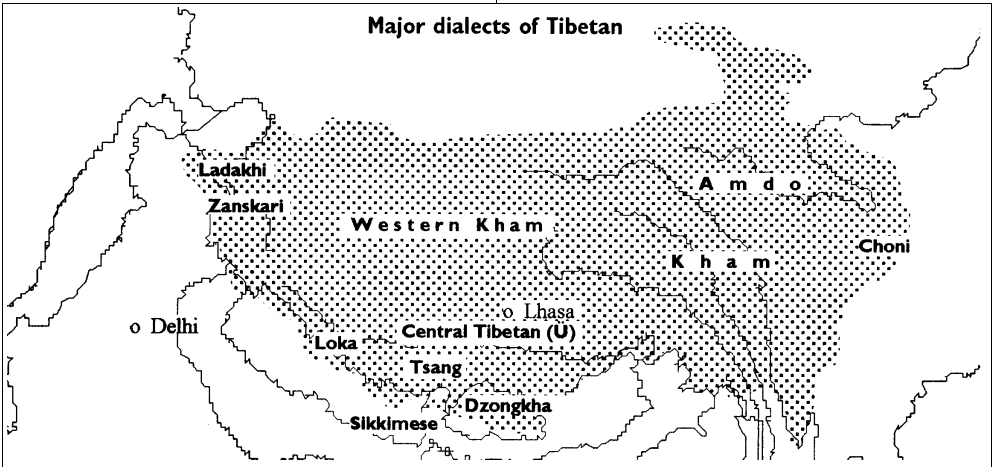 Major dialects of Tibetan
Ladakhi
Amdo
Zanskari
Western Kham
Choni
Kham
o Lhasa
o Delhi
Central Tibetan (Ü)
Loka
Tsang
Dzongkha
Sikkimese